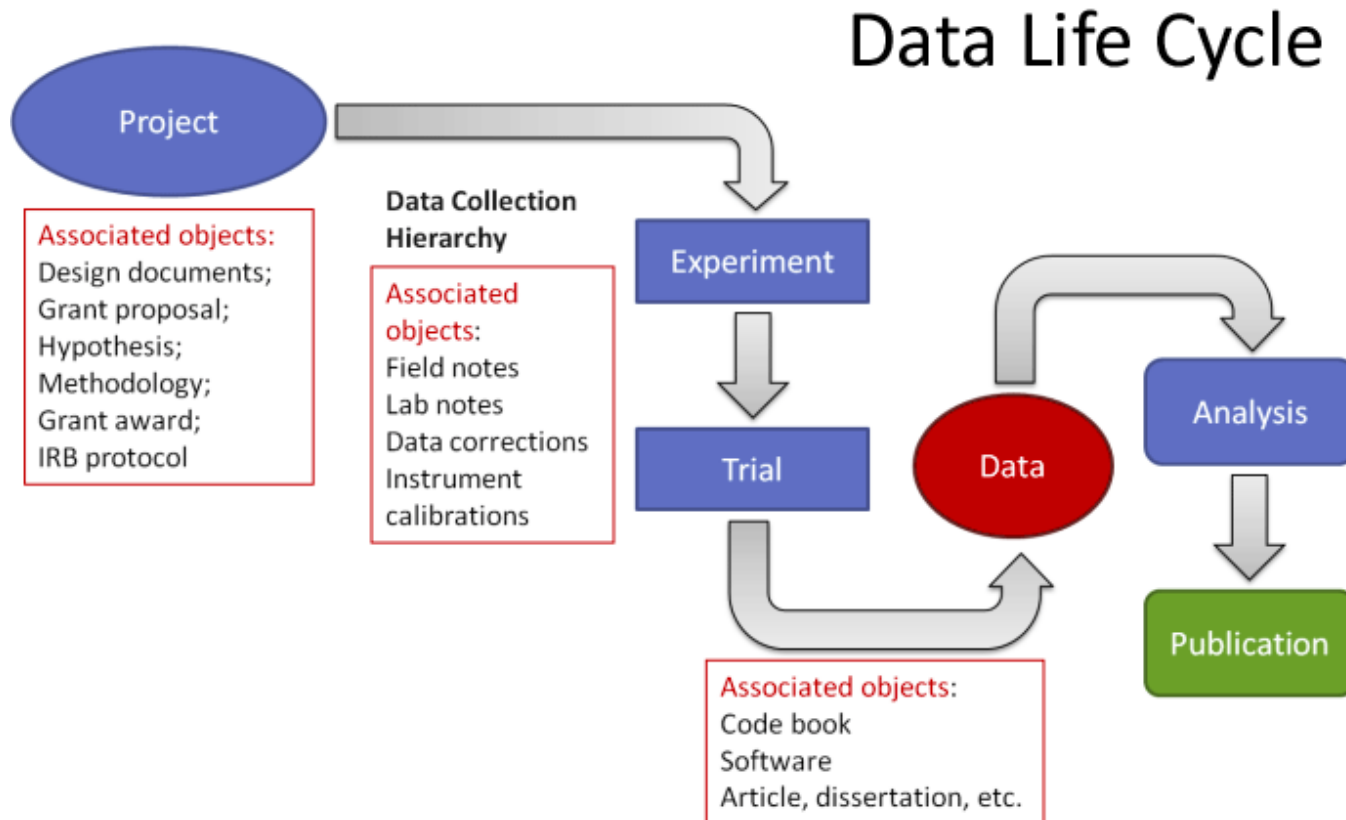 Data Life Cycle
Project
Associated objects:
Design documents;
Grant proposal;
Hypothesis;
Methodology;
Grant award;
IRB protocol
Data Collection
Hierarchy
Associated
objects:
Field notes
Lab notes
Data corrections
Instrument
calibrations
Experiment
Trial
Data
Analysis
Publication
Associated objects:
Code book
Software
Article, dissertation, etc.